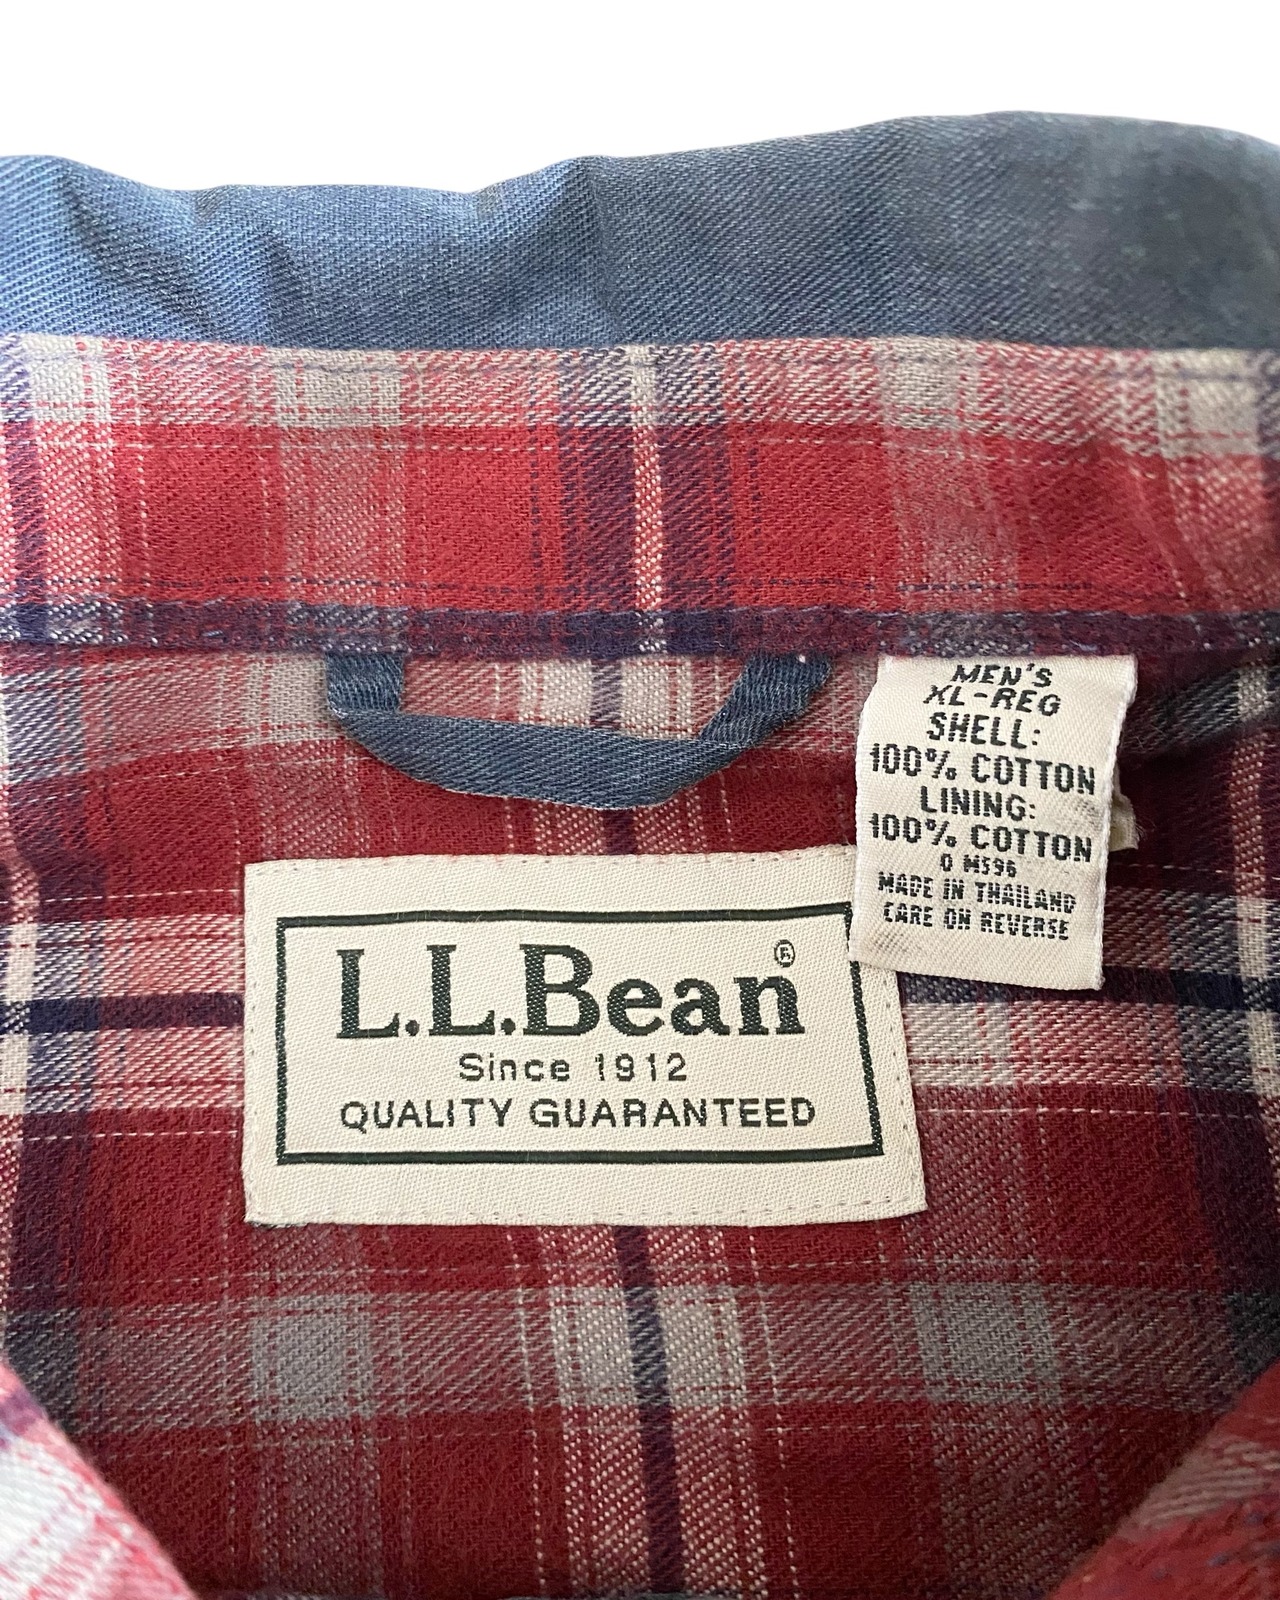 MEN'S
XL-REG
SHELL:
100% COTTON
LINING:
100% COTTON
0 M596
MADE IN THAILAND
CARE ON REVERSE
L.L.Bean®
Since 1912
QUALITY GUARANTEED